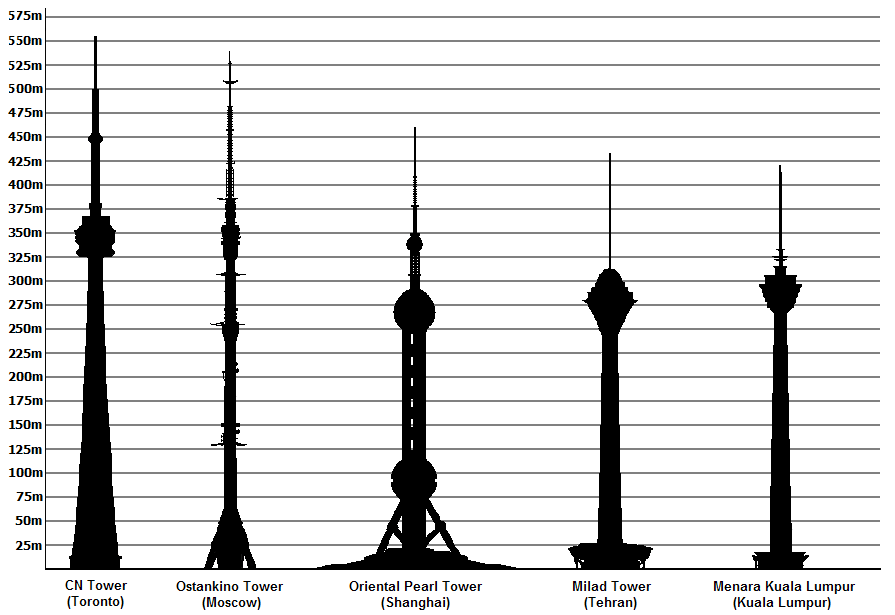 575m
550m
525m
500m
475m
450m
425m
400m
375m
350m
325m
300m
275m
250m
225m
200m
175m
150m
125m
100m
75m
50m
25m
CN Tower
(Toronto)
Ostankino Tower
(Moscow)
Oriental Pearl Tower
(Shanghai)
Milad Tower
(Tehran)
Menara Kuala Lumpur
(Kuala Lumpur)